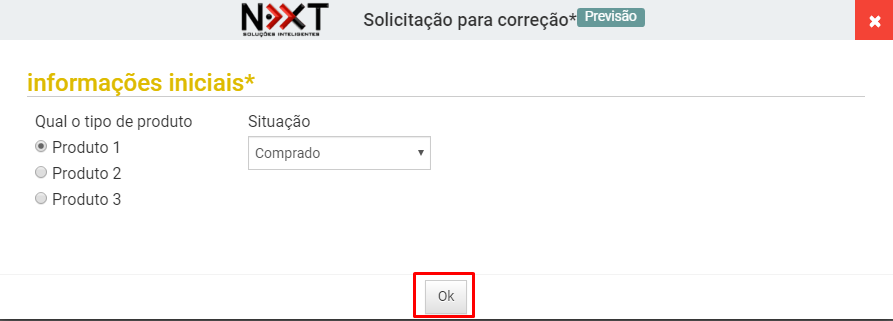 NEXT
SOLUÇÕES INTELIGENTES
Solicitação para correção* Previsão
informações iniciais*
Qual o tipo de produto
Situação
Produto 1
Comprado
Produto 2
Produto 3
Ok